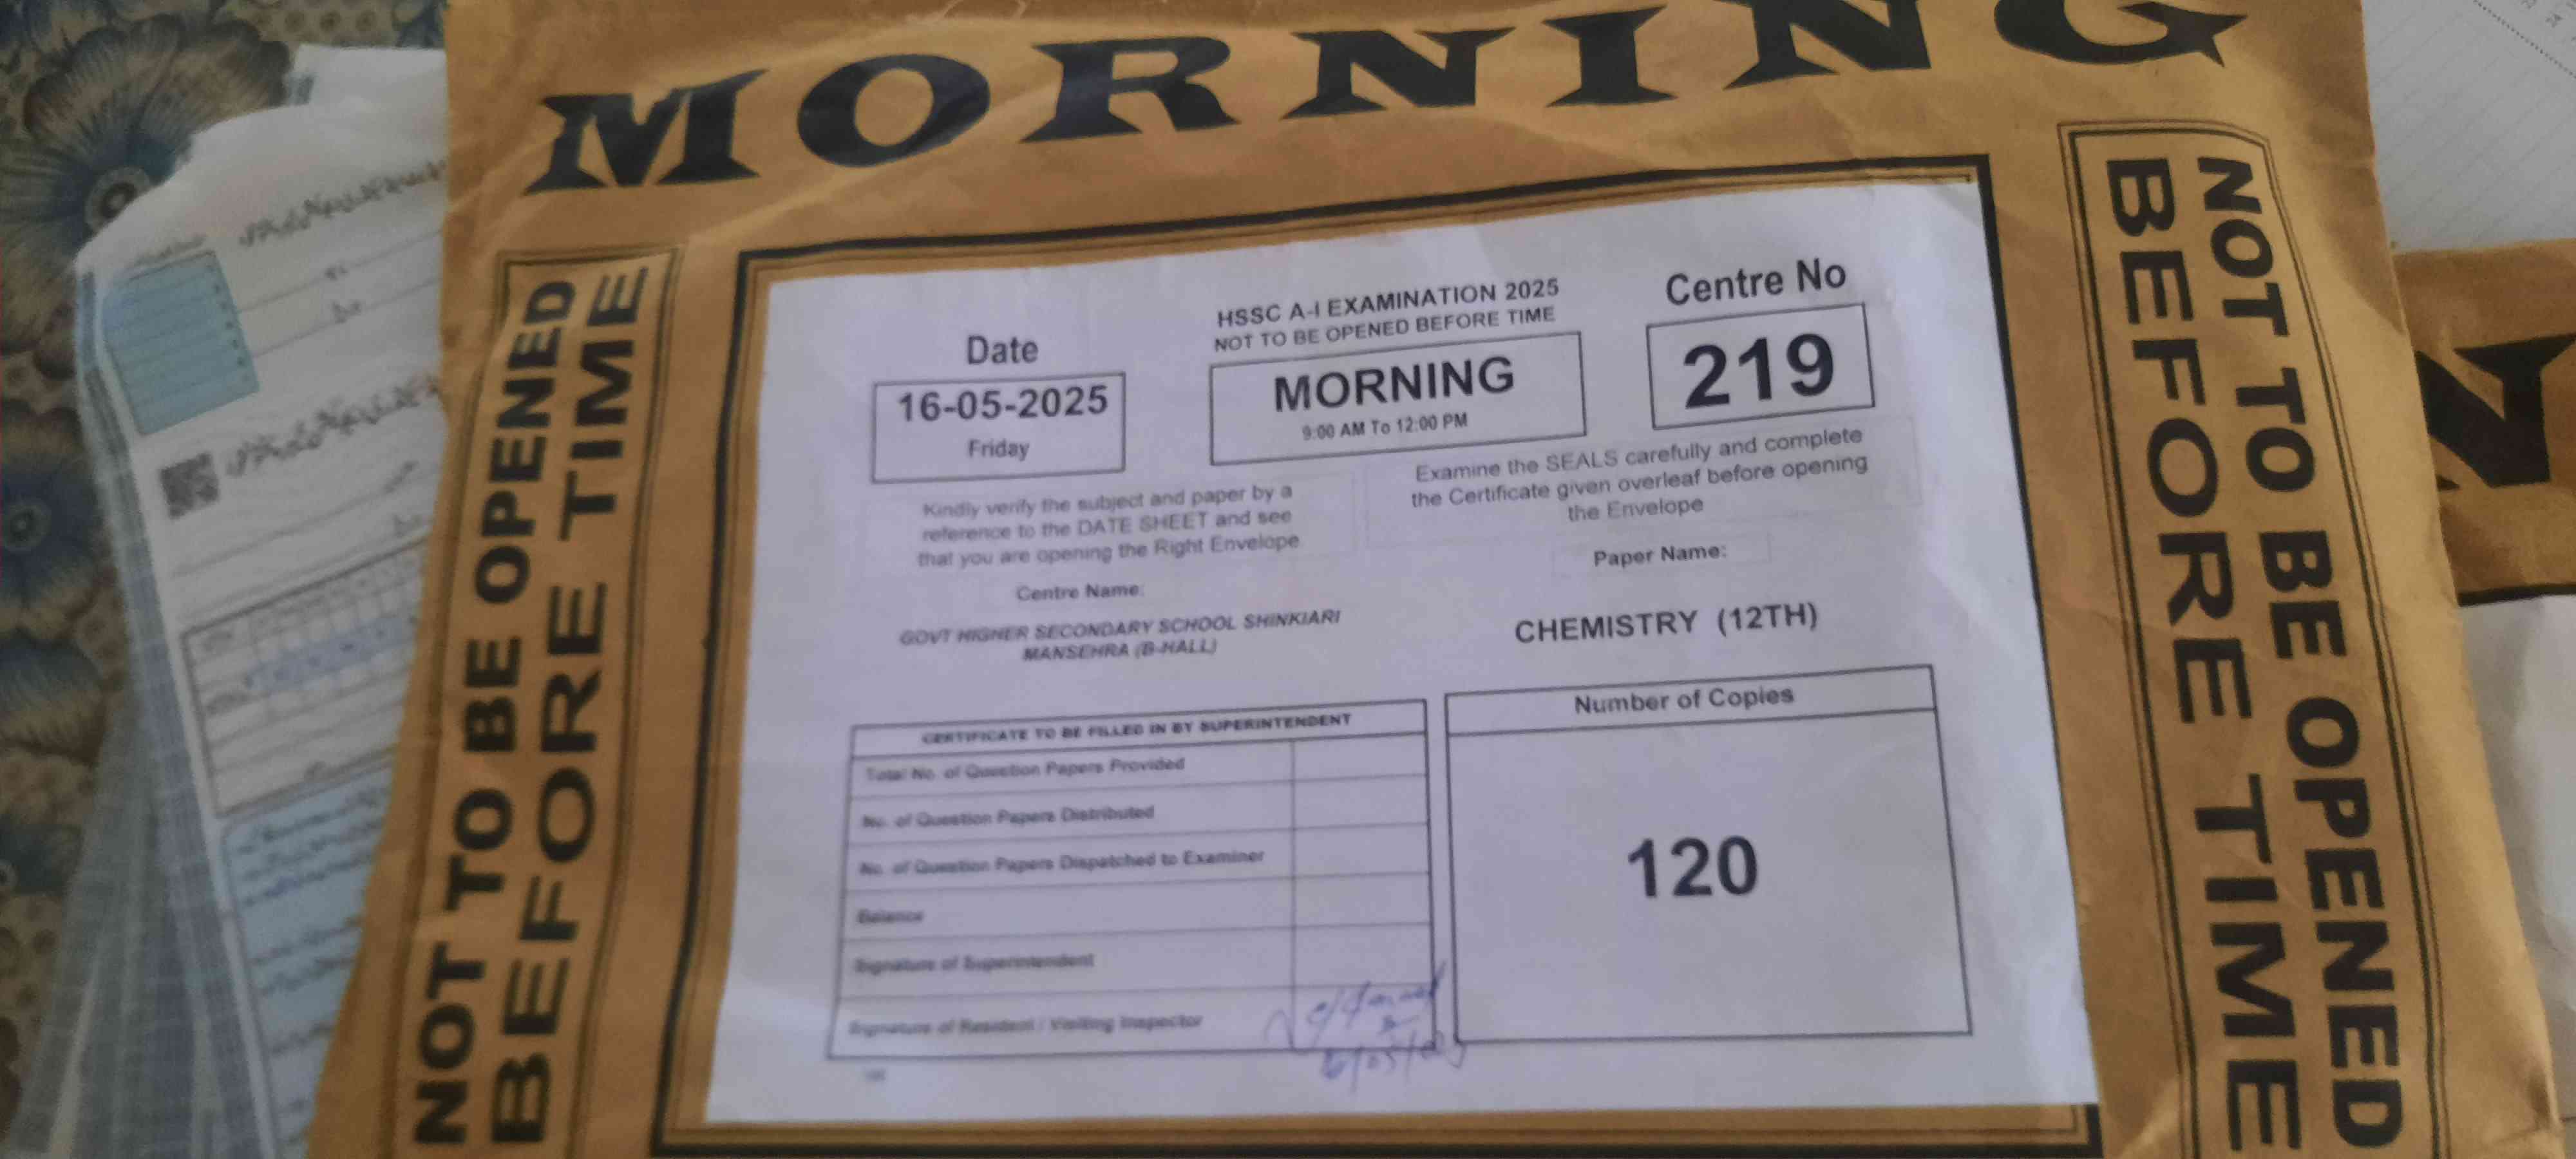 MORNING
NOT TO BE OPENED
BEFORE TIME
HSSC A-I EXAMINATION 2025
NOT TO BE OPENED BEFORE TIME
Date
16-05-2025
Friday
MORNING
9:00 AM To 12:00 PM
Centre No
219
Kindly verify the subject and paper by a
reference to the DATE SHEET and see
that you are opening the Right Envelope
Examine the SEALS carefully and complete
the Certificate given overleaf before opening
the Envelope
Centre Name:
GOVT HIGHER SECONDARY SCHOOL SHINKIARI
MANSEHRA (B-HALL)
Paper Name:
CHEMISTRY (12TH)
CERTIFICATE TO BE FILLED IN BY SUPERINTENDENT
Total No. of Question Papers Provided
No. of Question Papers Distributed
No. of Question Papers Dispatched to Examiner
Balance
Signature of Superintendent
Signature of Resident / Visiting Inspector
Number of Copies
120
NOT TO BE OPENED
BEFORE TIME
N